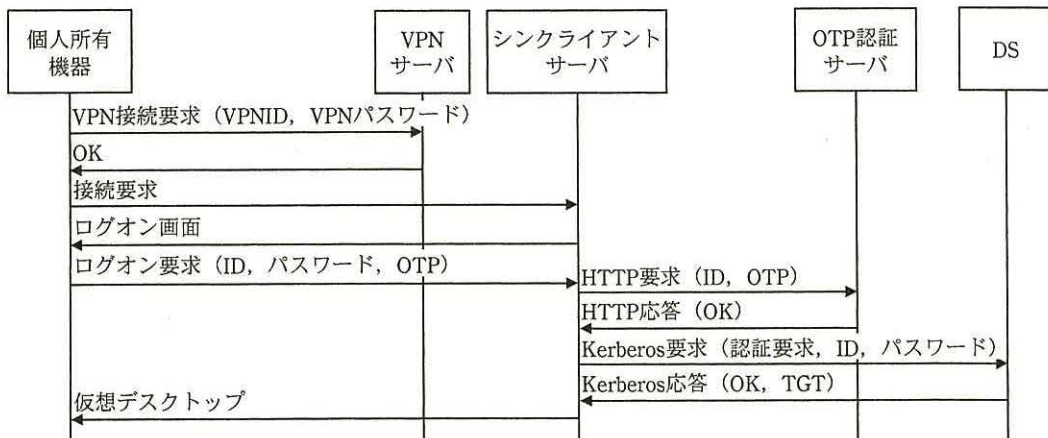 個人所有
機器
VPN
サーバ
シンクライアント
サーバ
OTP認証
サーバ
DS
VPN接続要求（VPNID，VPNパスワード）
OK
接続要求
ログオン画面
ログオン要求（ID，パスワード，OTP）
HTTP要求（ID，OTP）
HTTP応答（OK）
Kerberos要求（認証要求，ID，パスワード）
Kerberos応答（OK，TGT）
仮想デスクトップ